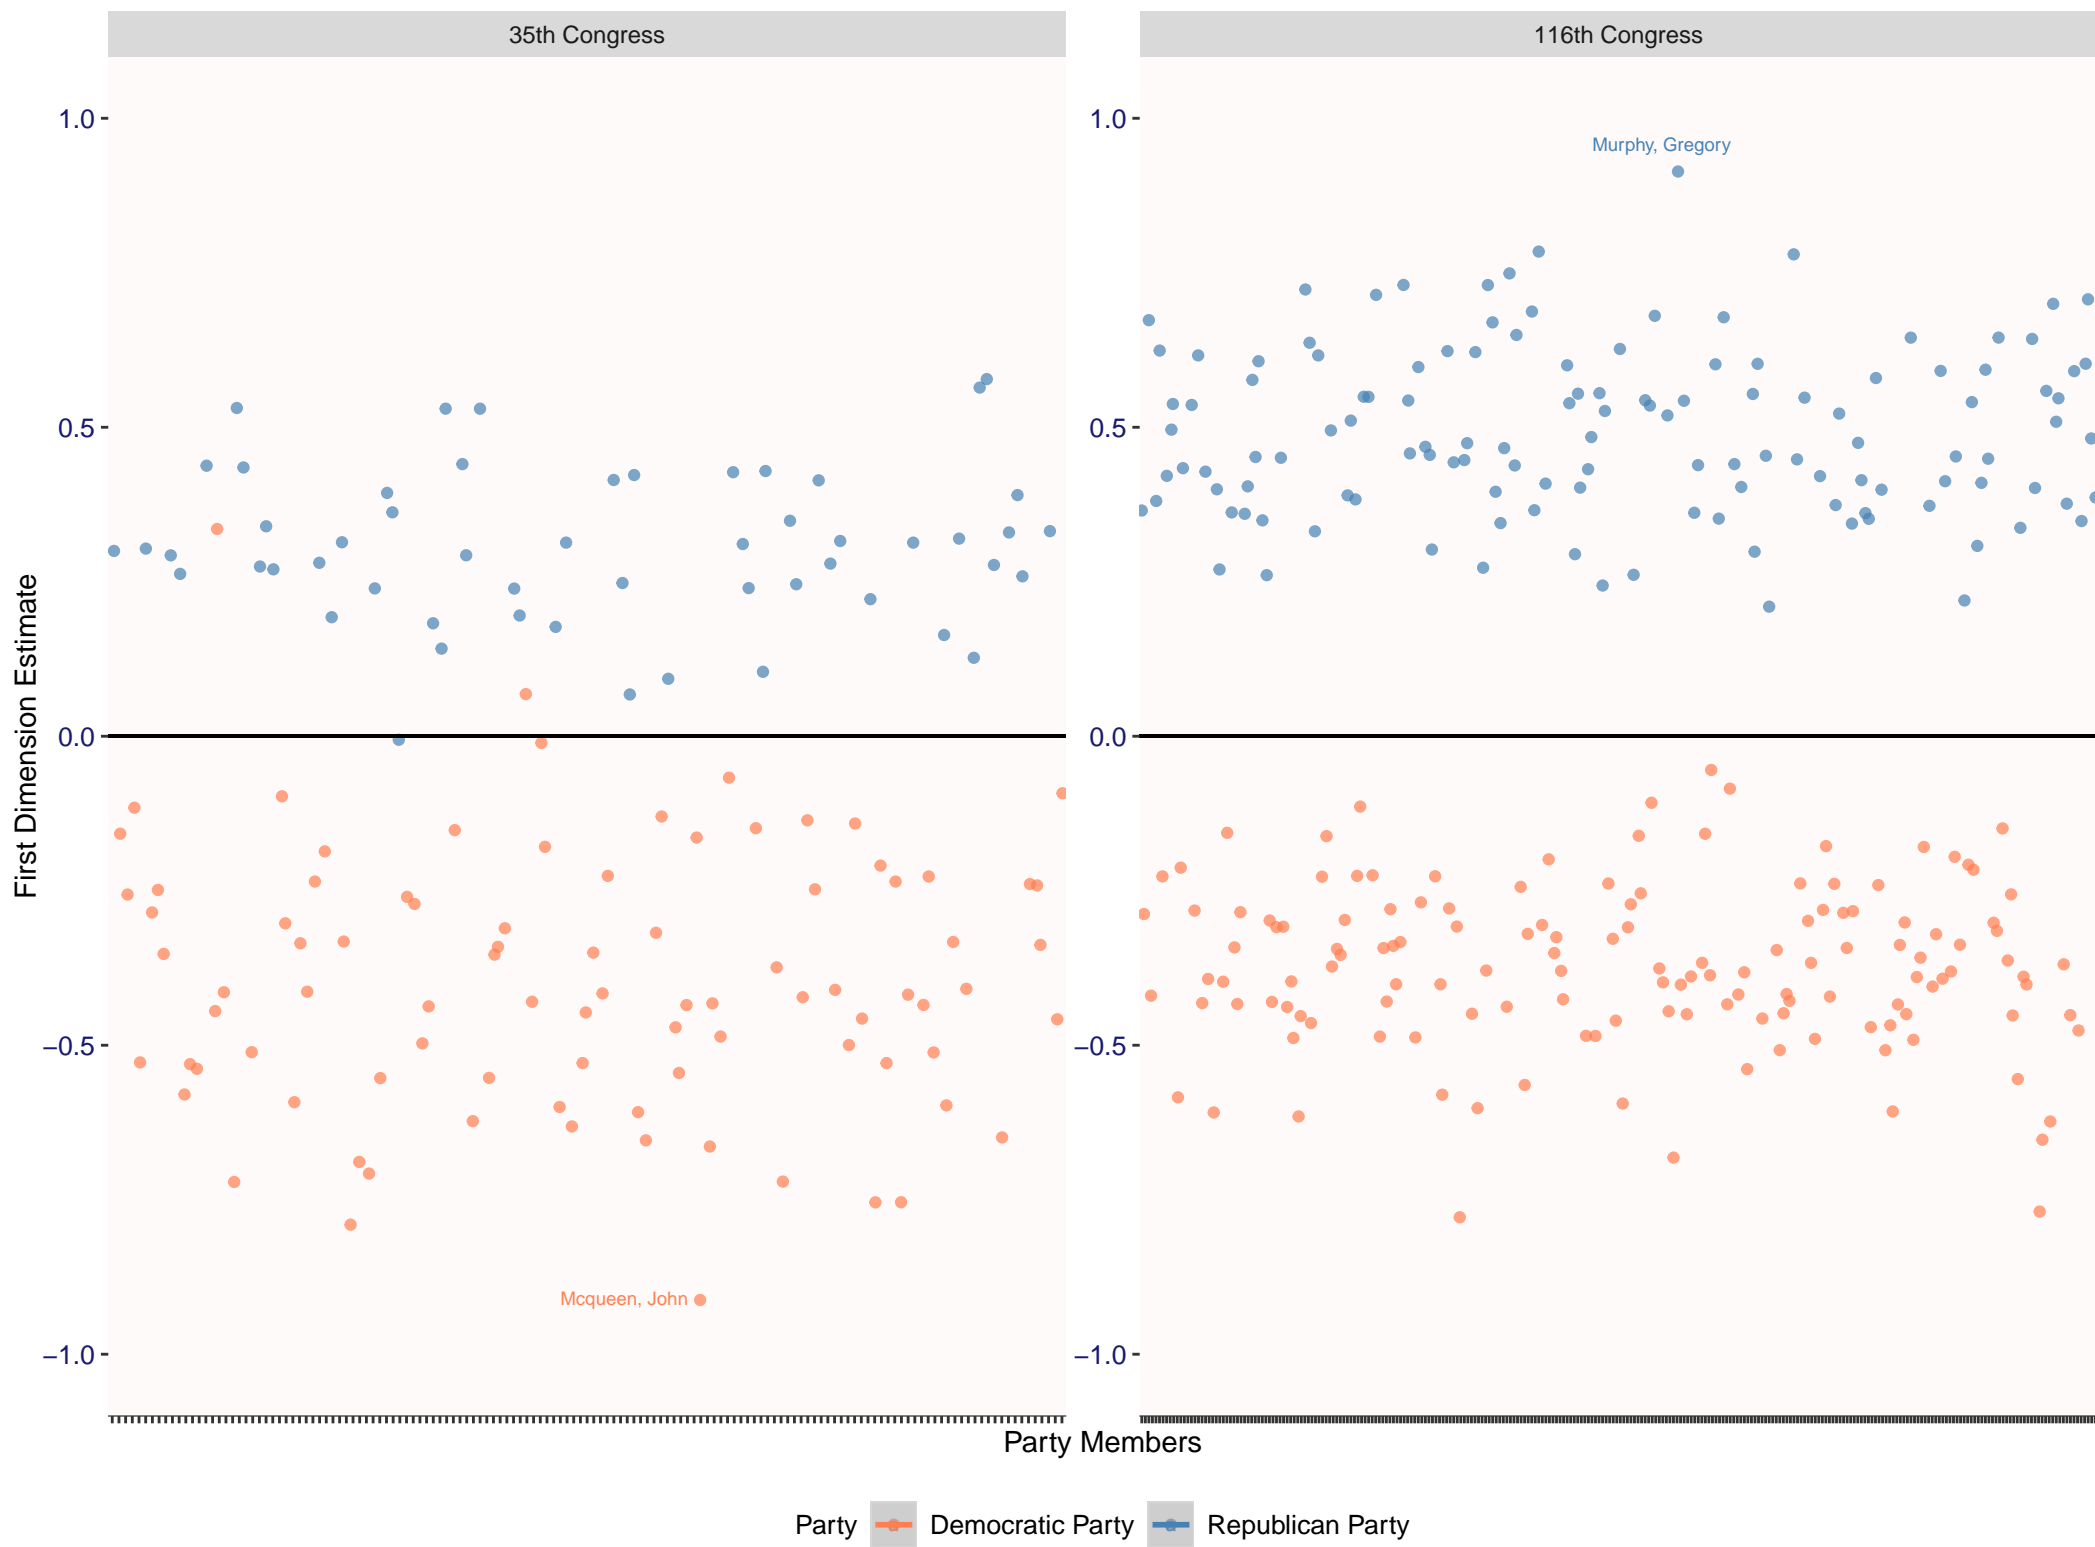 35th Congress
116th Congress
1.0
0.5
0.0
−0.5
−1.0
1.0
0.5
0.0
−0.5
−1.0
Murphy, Gregory
Mcqueen, John
First Dimension Estimate
Party Members
Party
Democratic Party
Republican Party